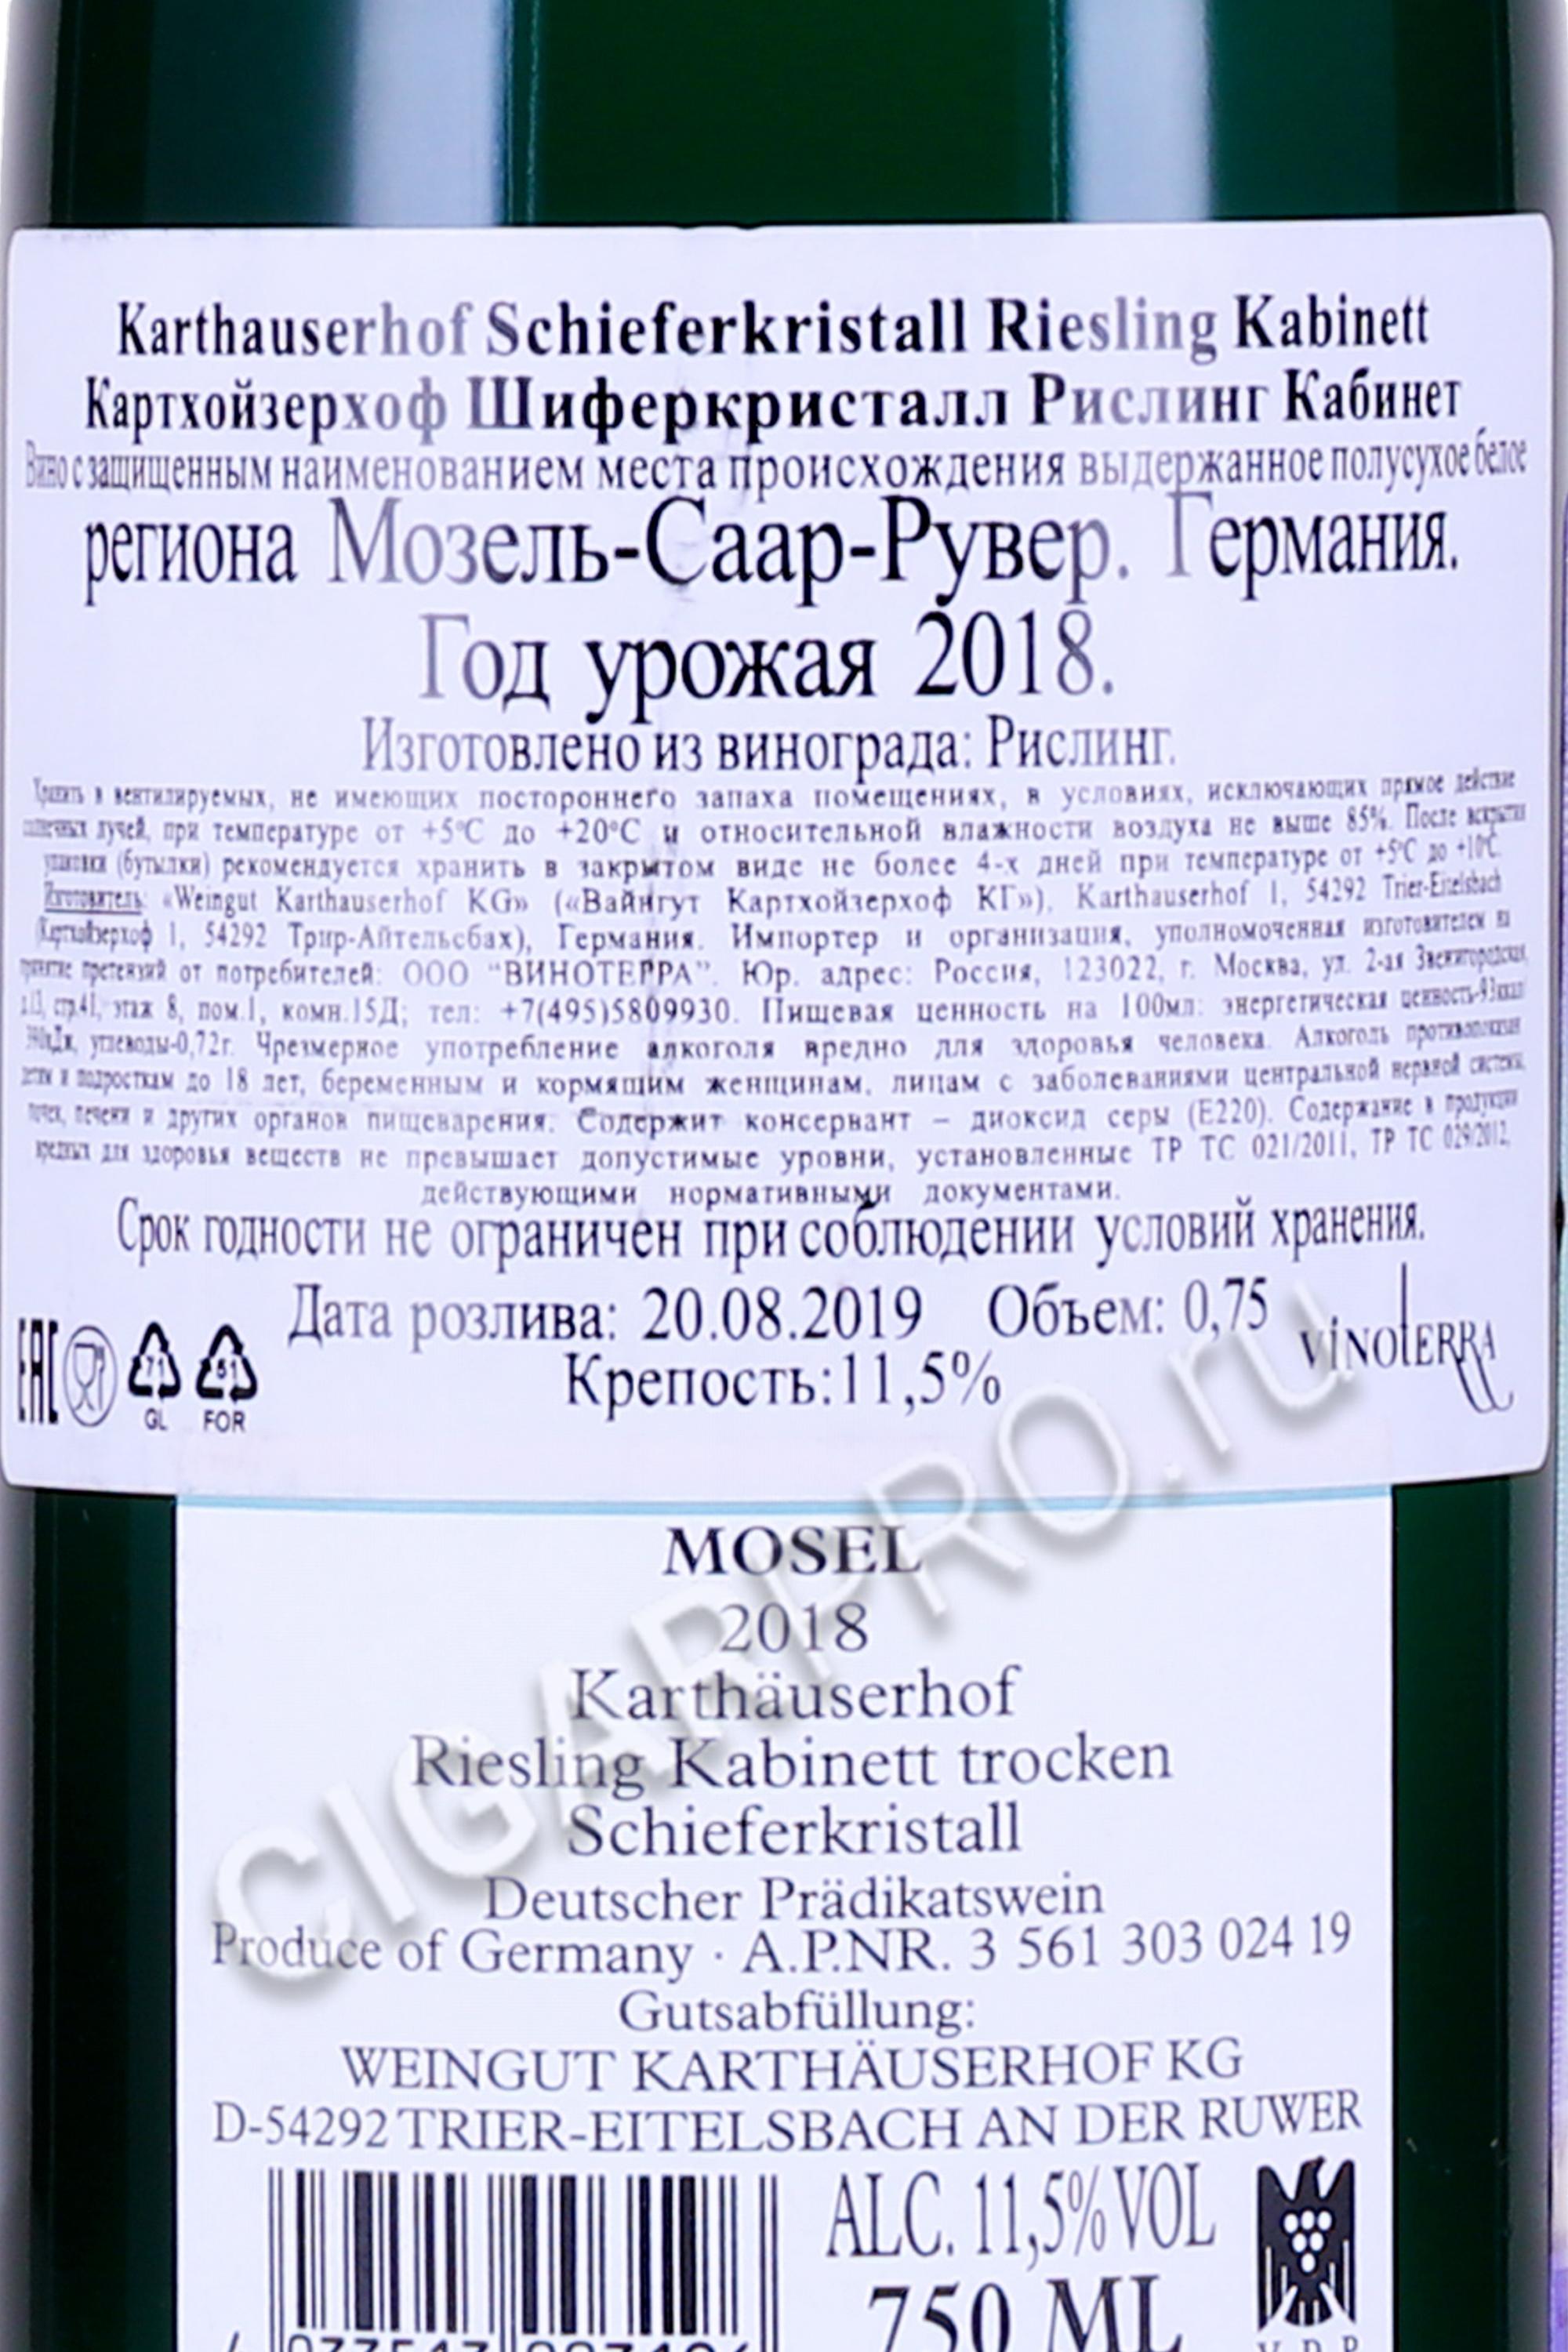 Karthauserhof Schieferkristall Riesling Kabinett
Картхойзерхоф Шиферкристалл Рислинг Кабинет
Вино с защищенным наименованием места происхождения выдержанное полусухое белое
региона Мозель-Саар-Рувер. Германия.
Год урожая 2018.
Изготовлено из винограда: Рислинг.
Хранить в вентилируемых, не имеющих постороннего запаха помещениях, в условиях, исключающих прямое действие
солнечных лучей, при температуре от +5°C до +20°C и относительной влажности воздуха не выше 85%. После вскрытия
упаковки (бутылки) рекомендуется хранить в закрытом виде не более 4-х дней при температуре от +5°C до +10°C.
Изготовитель: «Weingut Karthauserhof KG» («Вайнгут Картхойзерхоф КГ»), Karthauserhof 1, 54292 Trier-Eitelsbach
(Картхойзерхоф 1, 54292 Трир-Айтельсбах), Германия. Импортер и организация, уполномоченная изготовителем на
принятие претензий от потребителей: ООО "ВИНОТЕРРА". Юр. адрес: Россия, 123022, г. Москва, ул. 2-ая Звенигородская,
д.13, стр.41, этаж 8, пом.1, комн.15Д; тел: +7(495)5809930. Пищевая ценность на 100мл: энергетическая ценность-93ккал/
390кДж, углеводы-0,72г. Чрезмерное употребление алкоголя вредно для здоровья человека. Алкоголь противопоказан
детям и подросткам до 18 лет, беременным и кормящим женщинам, лицам с заболеваниями центральной нервной системы,
почек, печени и других органов пищеварения. Содержит консервант – диоксид серы (Е220). Содержание в продукции
вредных для здоровья веществ не превышает допустимые уровни, установленные ТР ТС 021/2011, ТР ТС 029/2012,
действующими нормативными документами.
Срок годности не ограничен при соблюдении условий хранения.
Дата розлива: 20.08.2019 Объем: 0,75
Крепость:11,5%
EAC 71 GL 51 FOR
VINOTERRA
MOSEL
2018
Karthäuserhof
Riesling Kabinett trocken
Schieferkristall
Deutscher Prädikatswein
Produce of Germany · A.P.NR. 3 561 303 024 19
Gutsabfüllung:
WEINGUT KARTHÄUSERHOF KG
D-54292 TRIER-EITELSBACH AN DER RUWER
ALC. 11,5% VOL
750 ML
CIGARPRO.ru